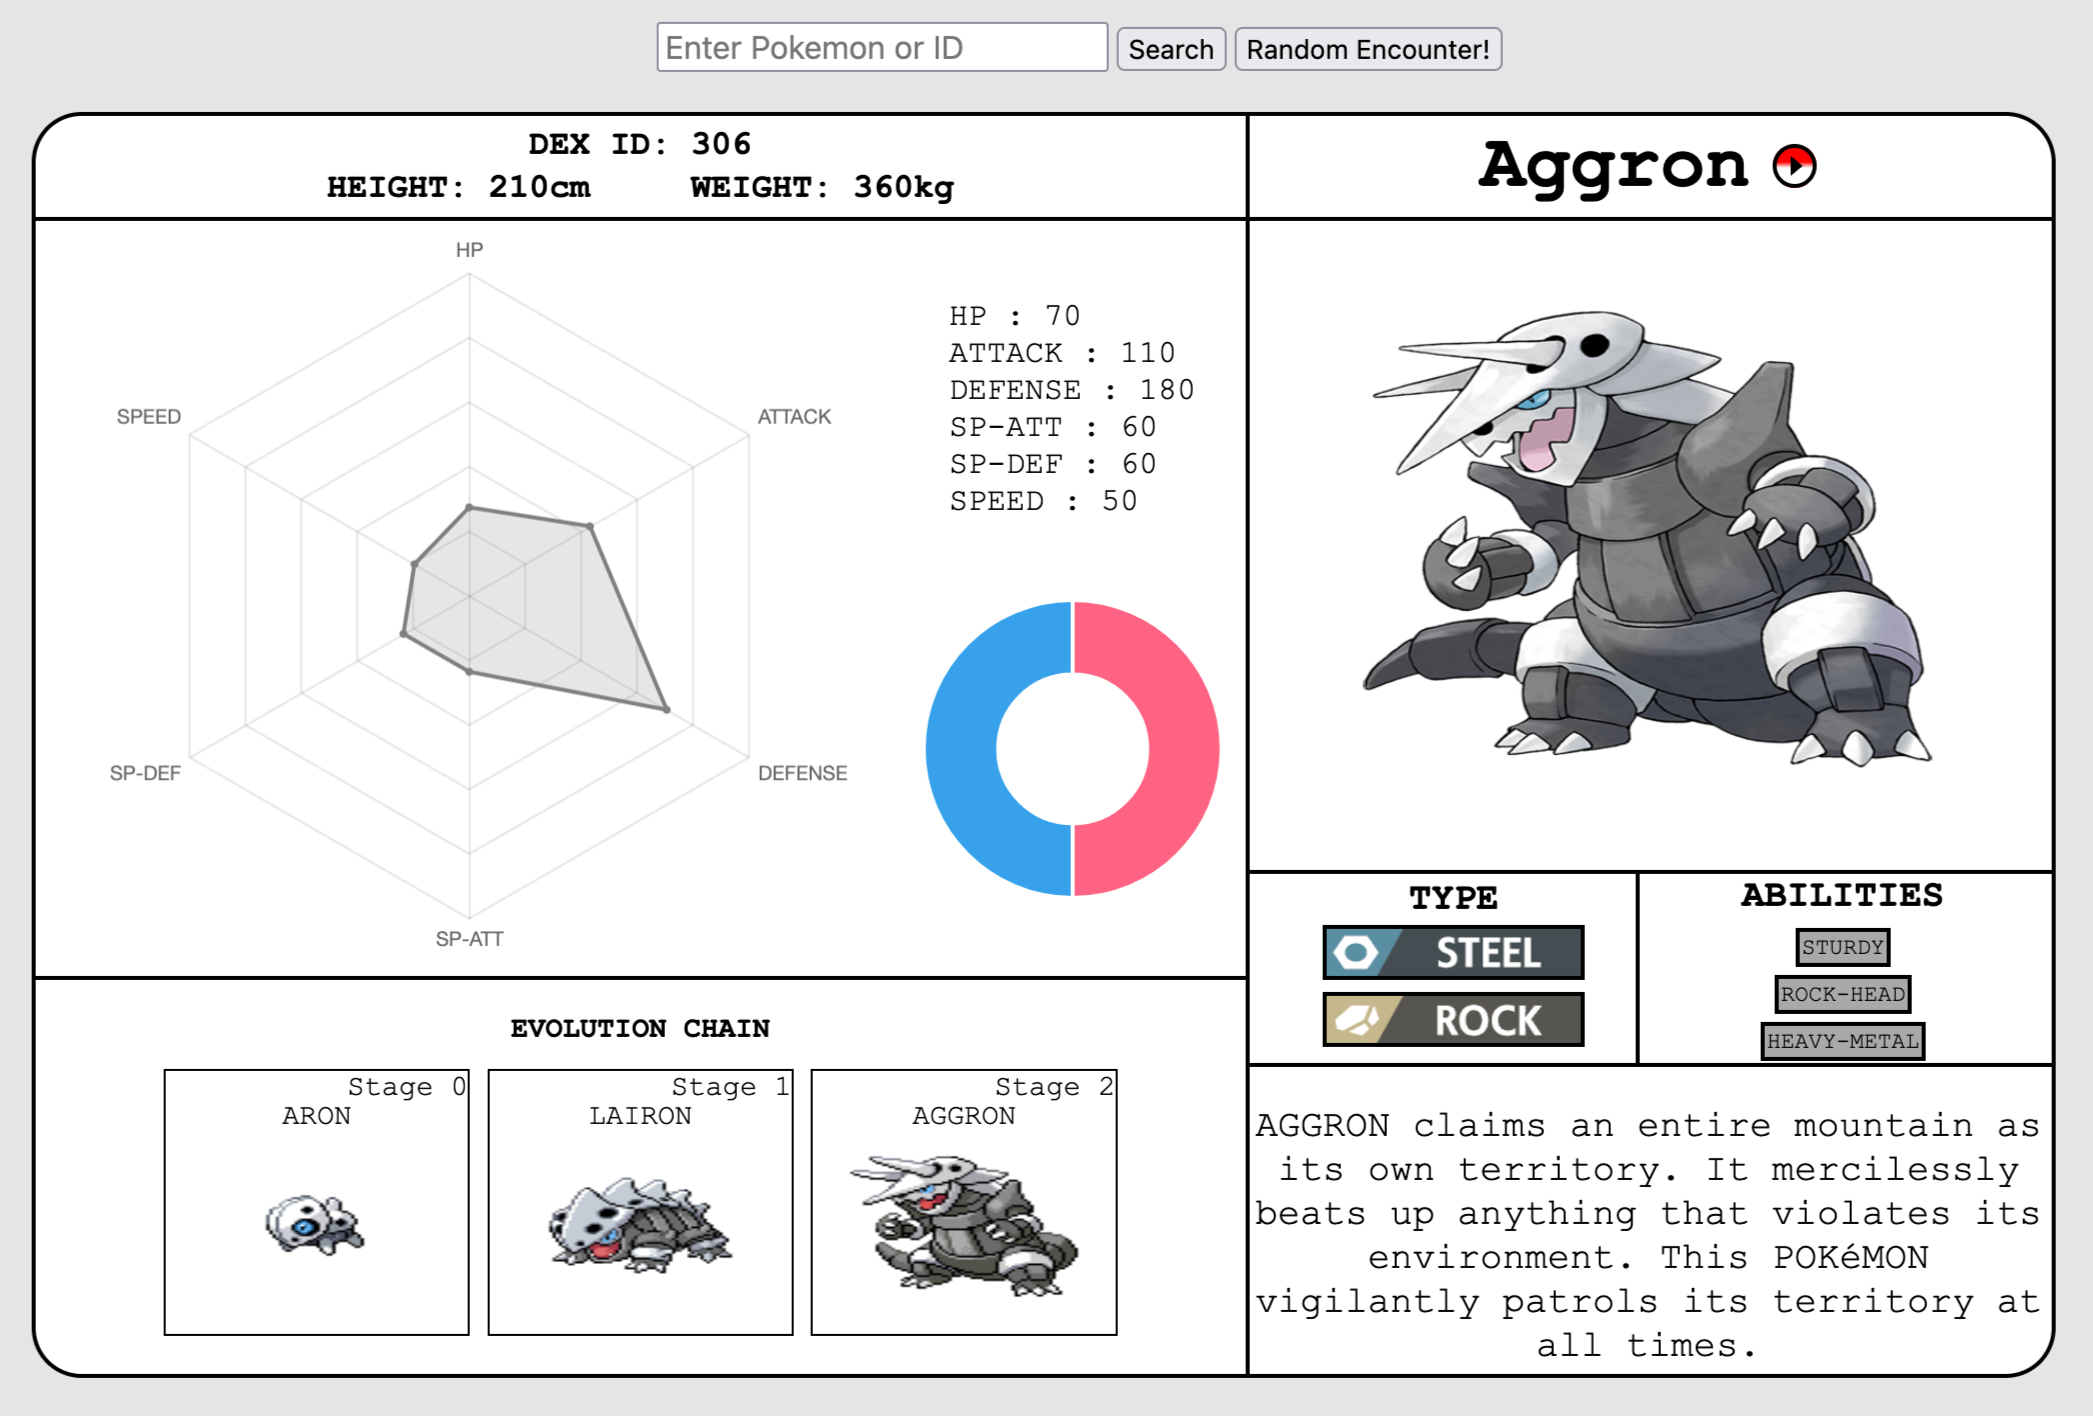 Enter Pokemon or ID
Search
Random Encounter!
DEX ID: 306
HEIGHT: 210cm WEIGHT: 360kg
Aggron
HP
ATTACK
DEFENSE
SP-ATT
SP-DEF
SPEED
HP : 70
ATTACK : 110
DEFENSE : 180
SP-ATT : 60
SP-DEF : 60
SPEED : 50
TYPE
STEEL
ROCK
ABILITIES
STURDY
ROCK-HEAD
HEAVY-METAL
EVOLUTION CHAIN
Stage 0
ARON
Stage 1
LAIRON
Stage 2
AGGRON
AGGRON claims an entire mountain as
its own territory. It mercilessly
beats up anything that violates its
environment. This POKéMON
vigilantly patrols its territory at
all times.